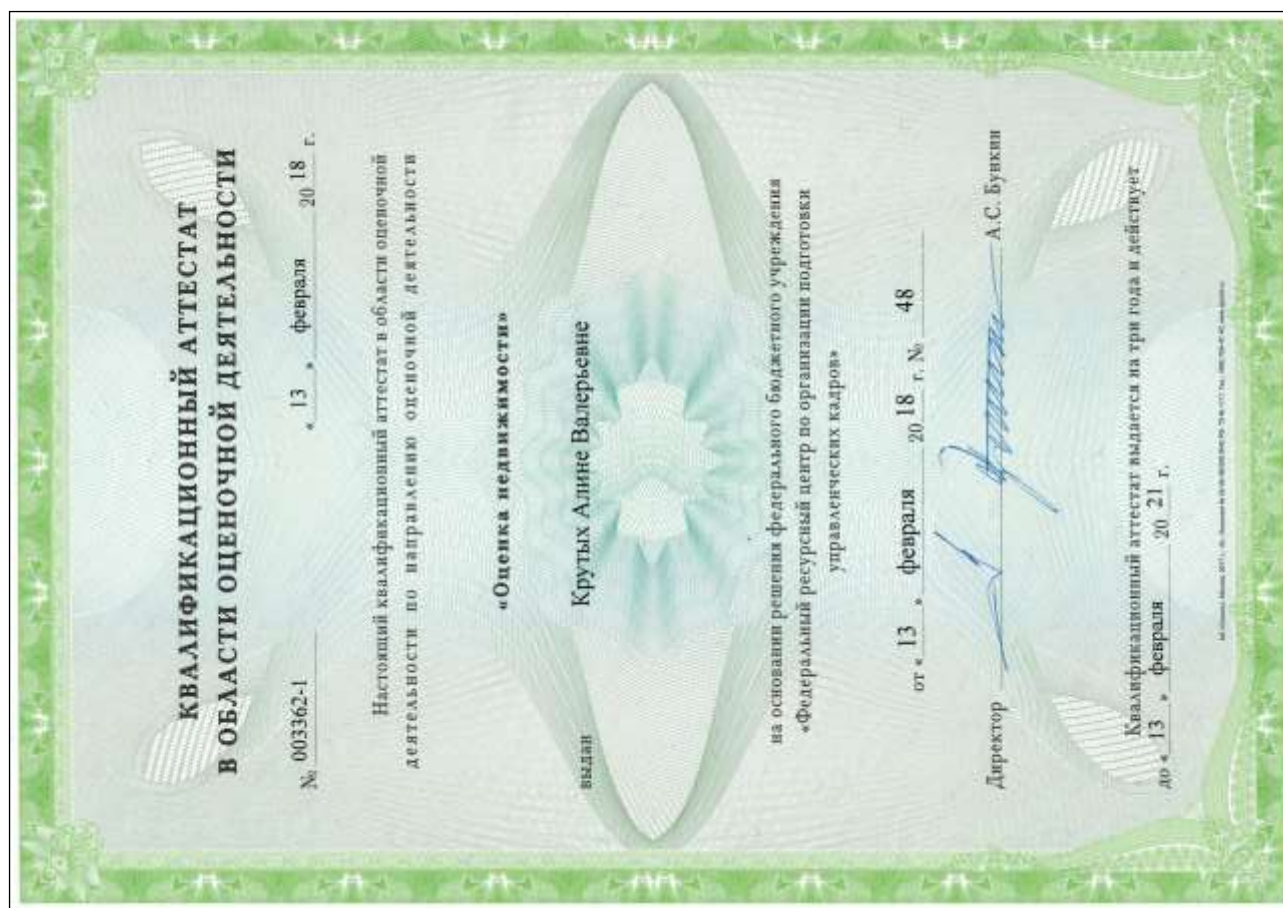 КВАЛИФИКАЦИОННЫЙ АТТЕСТАТ
В ОБЛАСТИ ОЦЕНОЧНОЙ ДЕЯТЕЛЬНОСТИ
№ 003362-1 « 13 » февраля 20 18 г.
Настоящий квалификационный аттестат в области оценочной
деятельности по направлению оценочной деятельности
«Оценка недвижимости»
выдан Крутых Алине Валерьевне
на основании решения федерального бюджетного учреждения
«Федеральный ресурсный центр по организации подготовки
управленческих кадров»
от « 13 » февраля 20 18 г. № 48
Директор А.С. Бункин
Квалификационный аттестат выдается на три года и действует
до « 13 » февраля 20 21 г.